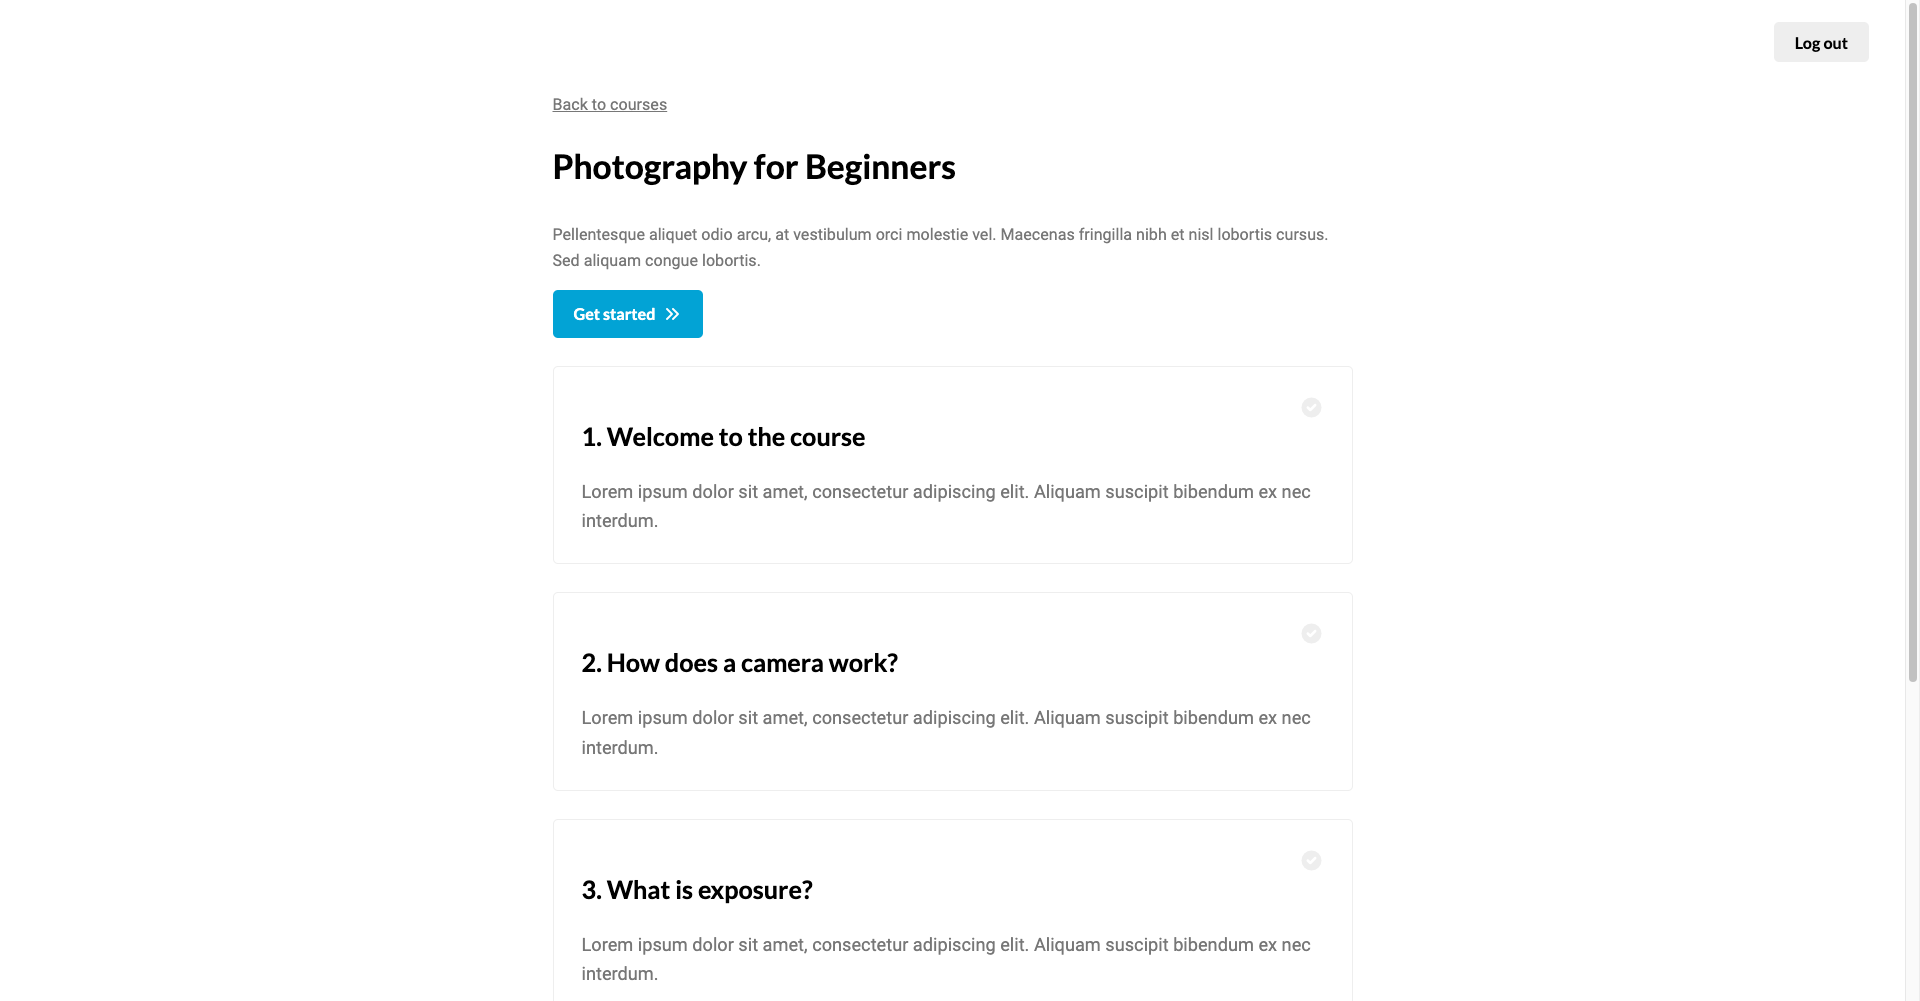 Log out
Back to courses
Photography for Beginners
Pellentesque aliquet odio arcu, at vestibulum orci molestie vel. Maecenas fringilla nibh et nisl lobortis cursus.
Sed aliquam congue lobortis.
Get started
1. Welcome to the course
Lorem ipsum dolor sit amet, consectetur adipiscing elit. Aliquam suscipit bibendum ex nec
interdum.
2. How does a camera work?
Lorem ipsum dolor sit amet, consectetur adipiscing elit. Aliquam suscipit bibendum ex nec
interdum.
3. What is exposure?
Lorem ipsum dolor sit amet, consectetur adipiscing elit. Aliquam suscipit bibendum ex nec
interdum.